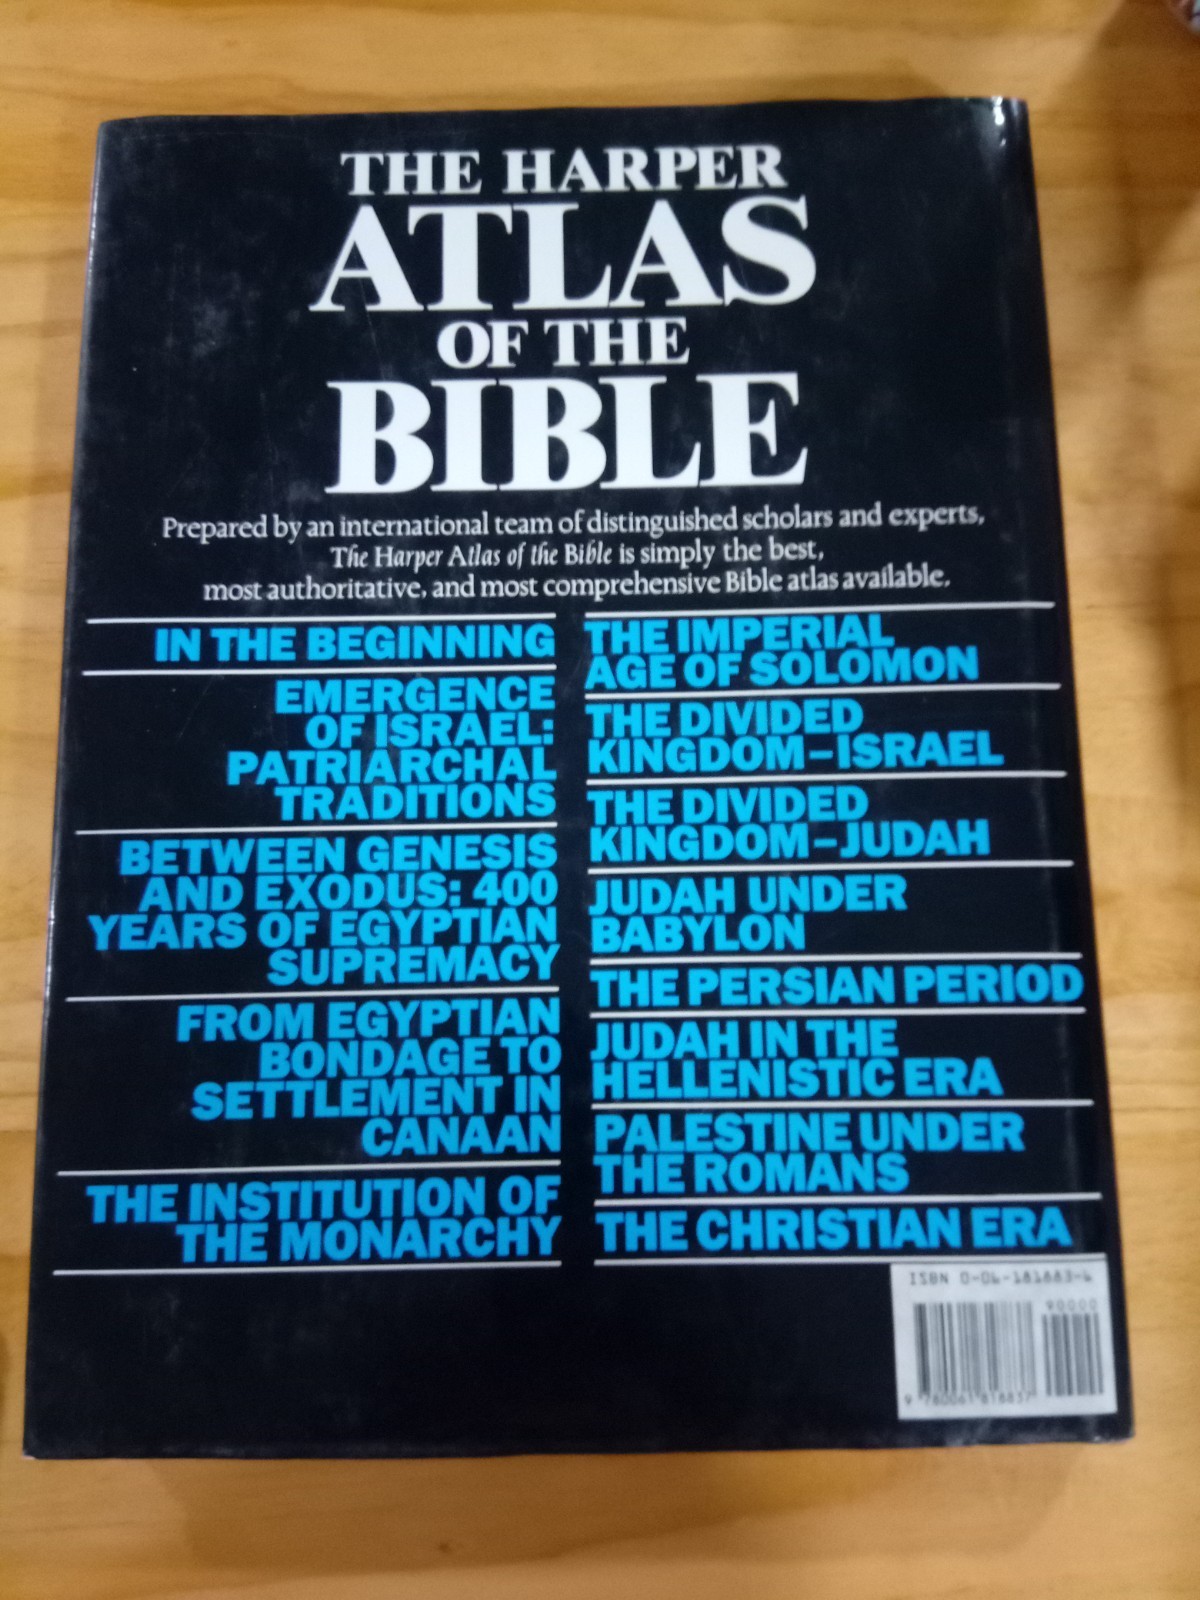 THE HARPER
ATLAS
OF THE
BIBLE
Prepared by an international team of distinguished scholars and experts,
The Harper Atlas of the Bible is simply the best,
most authoritative, and most comprehensive Bible atlas available.
IN THE BEGINNING
EMERGENCE
OF ISRAEL:
PATRIARCHAL
TRADITIONS
BETWEEN GENESIS
AND EXODUS: 400
YEARS OF EGYPTIAN
SUPREMACY
FROM EGYPTIAN
BONDAGE TO
SETTLEMENT IN
CANAAN
THE INSTITUTION OF
THE MONARCHY
THE IMPERIAL
AGE OF SOLOMON
THE DIVIDED
KINGDOM–ISRAEL
THE DIVIDED
KINGDOM–JUDAH
JUDAH UNDER
BABYLON
THE PERSIAN PERIOD
JUDAH IN THE
HELLENISTIC ERA
PALESTINE UNDER
THE ROMANS
THE CHRISTIAN ERA
ISBN 0-06-181883-6
90000
9 780061 818837